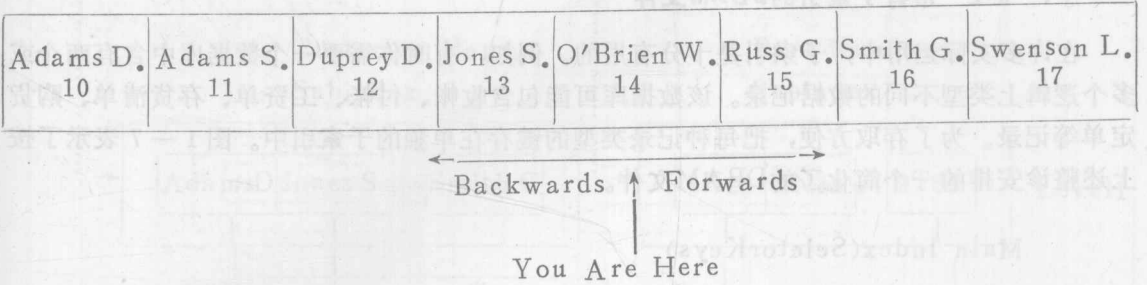 Adams D. Adams S. Duprey D. Jones S. O'Brien W. Russ G. Smith G. Swenson L.
10 11 12 13 14 15 16 17
Backwards Forwards
You Are Here